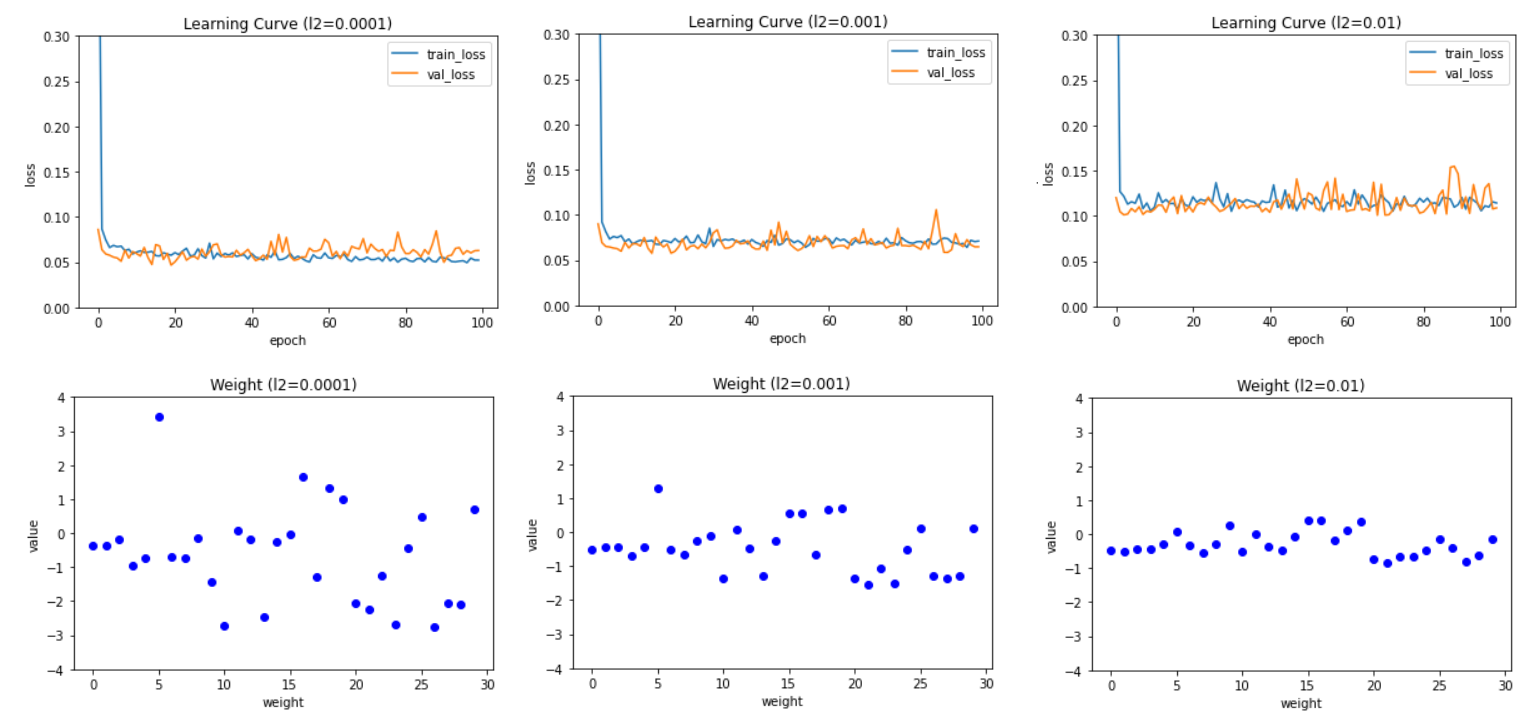 Learning Curve (l2=0.0001)
0.30
0.25
0.20
0.15
0.10
0.05
0.00
loss
train_loss
val_loss
0 20 40 60 80 100
epoch
Learning Curve (l2=0.001)
0.30
0.25
0.20
0.15
0.10
0.05
0.00
loss
train_loss
val_loss
0 20 40 60 80 100
epoch
Learning Curve (l2=0.01)
0.30
0.25
0.20
0.15
0.10
0.05
0.00
loss
train_loss
val_loss
0 20 40 60 80 100
epoch
Weight (l2=0.0001)
4
3
2
1
0
−1
−2
−3
−4
value
0 5 10 15 20 25 30
weight
Weight (l2=0.001)
4
3
2
1
0
−1
−2
−3
−4
value
0 5 10 15 20 25 30
weight
Weight (l2=0.01)
4
3
2
1
0
−1
−2
−3
−4
value
0 5 10 15 20 25 30
weight